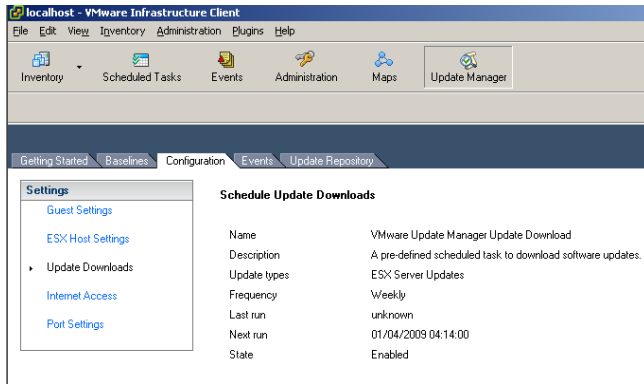 localhost - VMware Infrastructure Client
File Edit View Inventory Administration Plugins Help
Inventory Scheduled Tasks Events Administration Maps Update Manager
Getting Started Baselines Configuration Events Update Repository
Settings
Guest Settings
ESX Host Settings
Update Downloads
Internet Access
Port Settings
Schedule Update Downloads
Name VMware Update Manager Update Download
Description A pre-defined scheduled task to download software updates.
Update types ESX Server Updates
Frequency Weekly
Last run unknown
Next run 01/04/2009 04:14:00
State Enabled